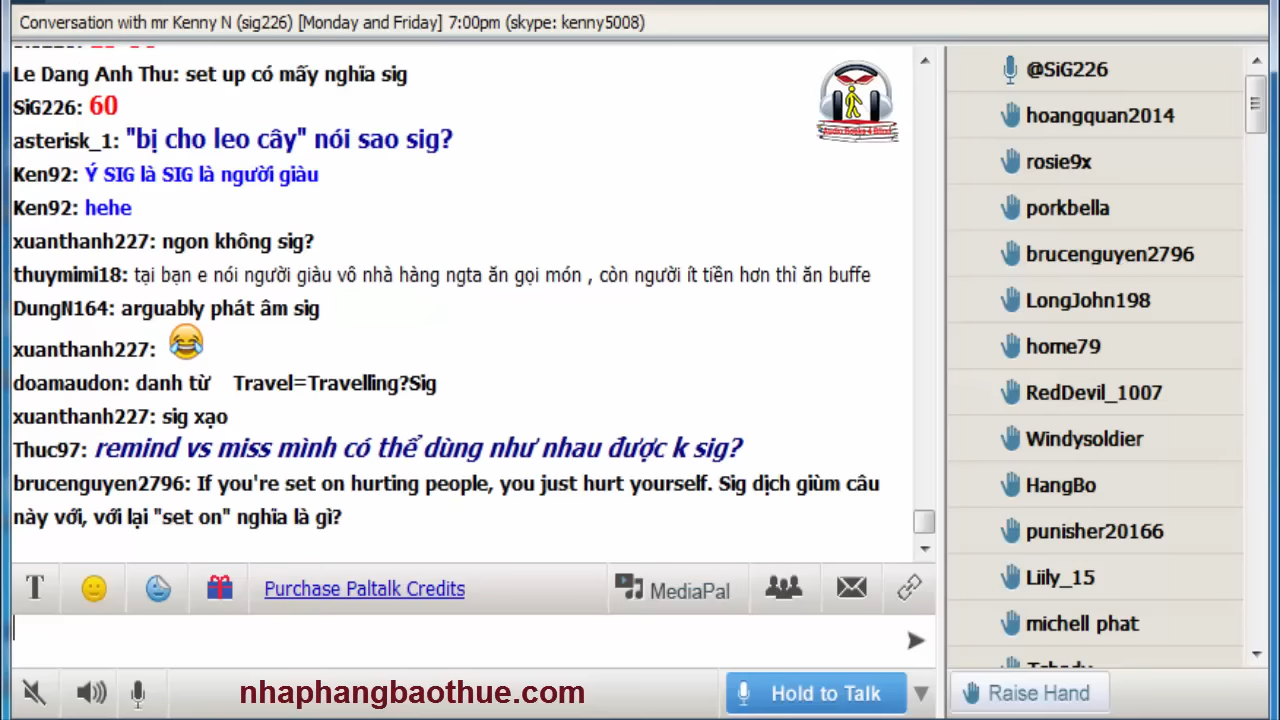 Conversation with mr Kenny N (sig226) [Monday and Friday] 7:00pm (skype: kenny5008)
Le Dang Anh Thu: set up có mấy nghĩa sig
SiG226: 60
asterisk_1: "bị cho leo cây" nói sao sig?
Ken92: Ý SIG là SIG là người giàu
Ken92: hehe
xuanthanh227: ngon không sig?
thuymimi18: tại bạn e nói người giàu vô nhà hàng ngta ăn gọi món , còn người ít tiền hơn thì ăn buffe
DungN164: arguably phát âm sig
xuanthanh227:
doamaudon: danh từ Travel=Travelling?Sig
xuanthanh227: sig xạo
Thuc97: remind vs miss mình có thể dùng như nhau được k sig?
brucenguyen2796: If you're set on hurting people, you just hurt yourself. Sig dịch giùm câu
này với, với lại "set on" nghĩa là gì?
T
Purchase Paltalk Credits
MediaPal
nhaphangbaothue.com
Hold to Talk
@SiG226
hoangquan2014
rosie9x
porkbella
brucenguyen2796
LongJohn198
home79
RedDevil_1007
Windysoldier
HangBo
punisher20166
Liily_15
michell phat
Raise Hand